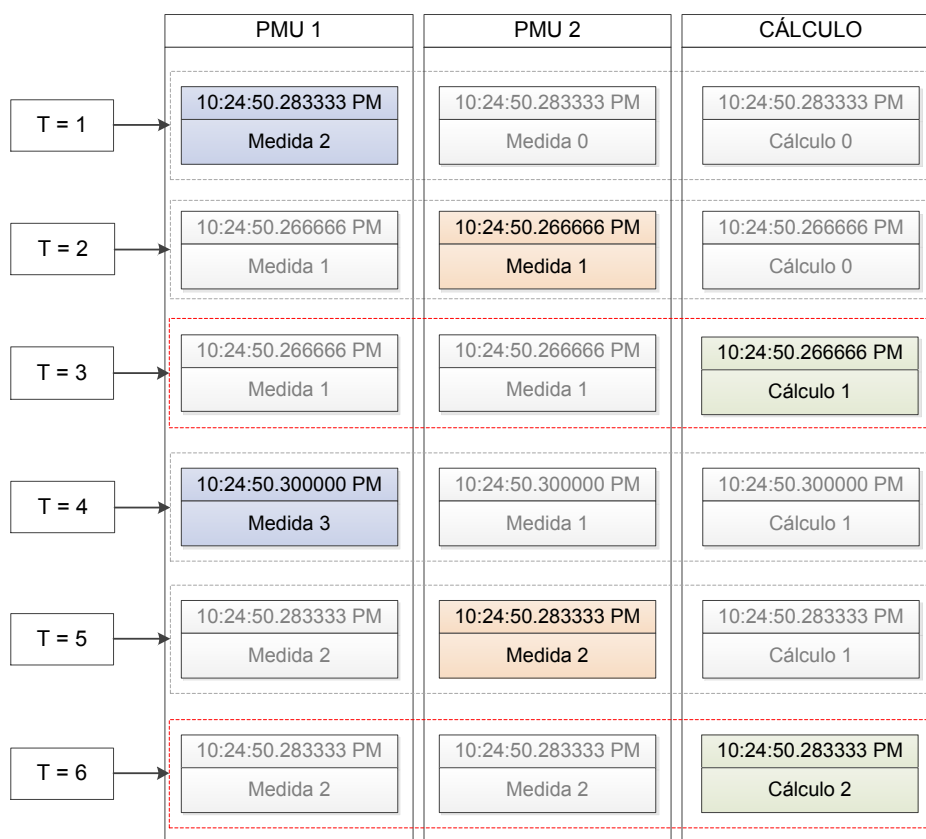 PMU 1 PMU 2 CÁLCULO
T = 1
10:24:50.283333 PM 10:24:50.283333 PM 10:24:50.283333 PM
Medida 2 Medida 0 Cálculo 0
T = 2
10:24:50.266666 PM 10:24:50.266666 PM 10:24:50.266666 PM
Medida 1 Medida 1 Cálculo 0
T = 3
10:24:50.266666 PM 10:24:50.266666 PM 10:24:50.266666 PM
Medida 1 Medida 1 Cálculo 1
T = 4
10:24:50.300000 PM 10:24:50.300000 PM 10:24:50.300000 PM
Medida 3 Medida 1 Cálculo 1
T = 5
10:24:50.283333 PM 10:24:50.283333 PM 10:24:50.283333 PM
Medida 2 Medida 2 Cálculo 1
T = 6
10:24:50.283333 PM 10:24:50.283333 PM 10:24:50.283333 PM
Medida 2 Medida 2 Cálculo 2